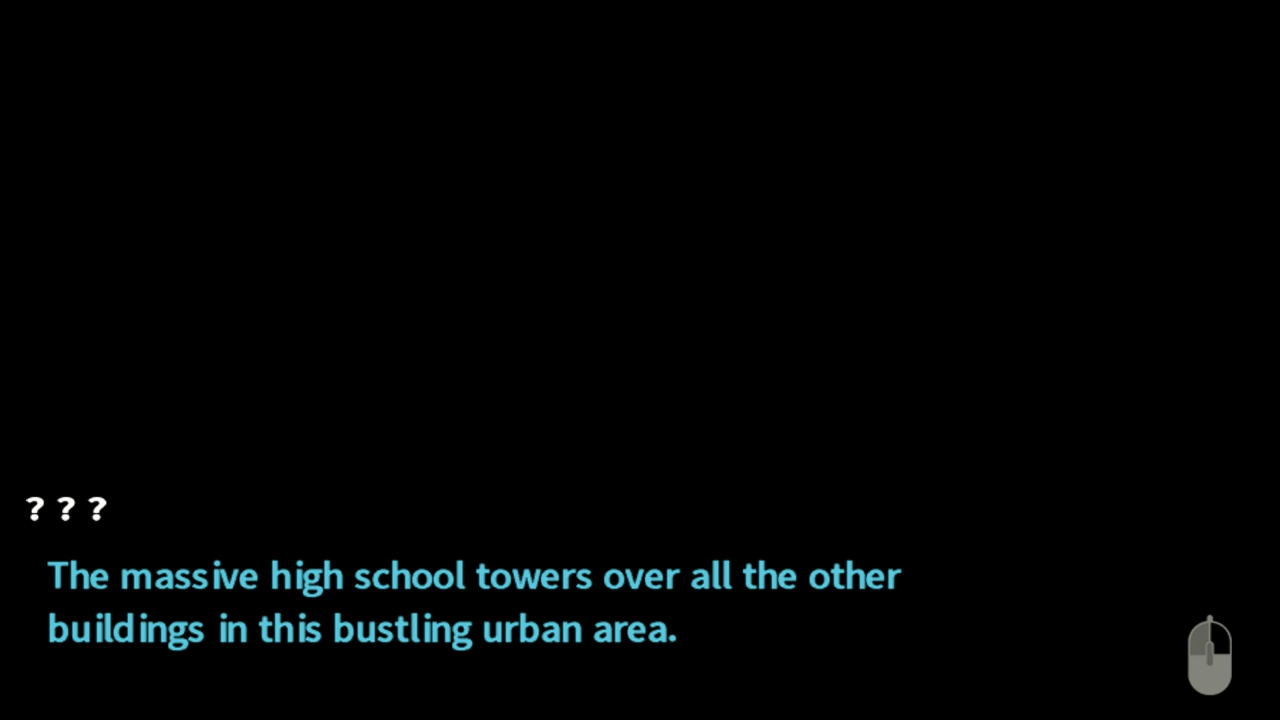 ? ? ?
The massive high school towers over all the other
buildings in this bustling urban area.